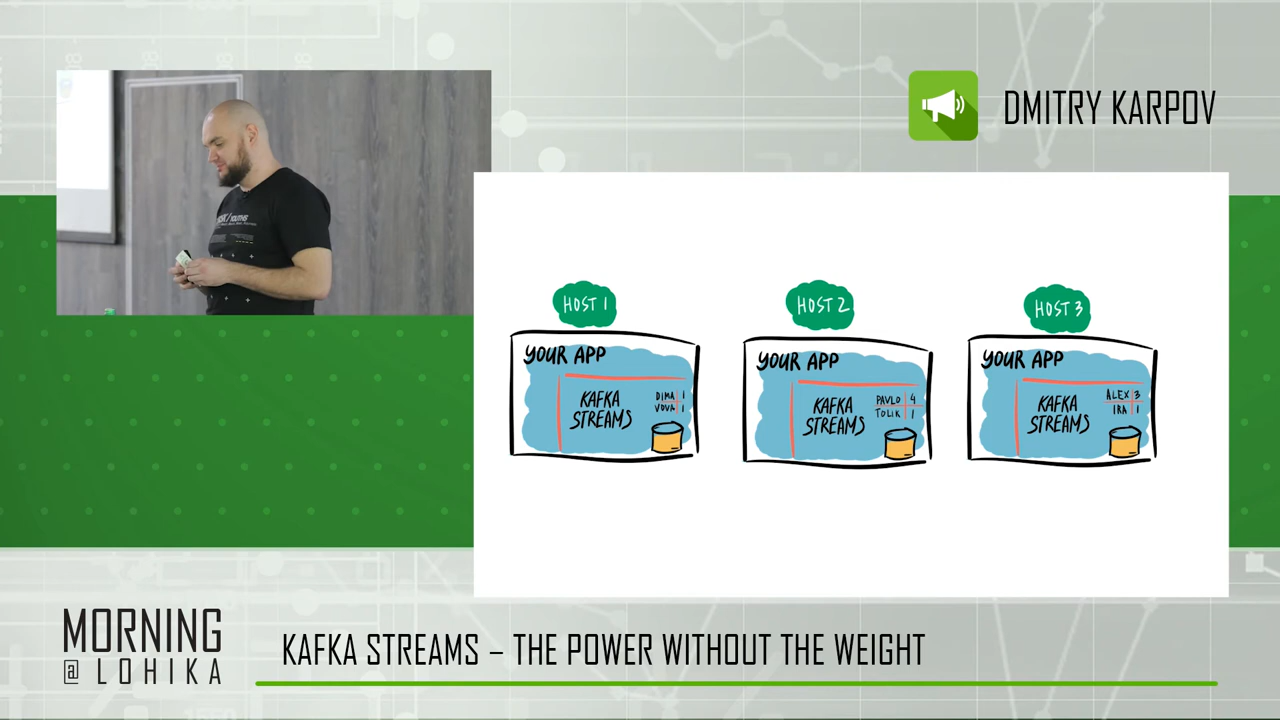 DMITRY KARPOV
HOST 1
YOUR APP
KAFKA
STREAMS
DIMA 1
VOVA 1
HOST 2
YOUR APP
KAFKA
STREAMS
PAVLO 4
TOLIK 1
HOST 3
YOUR APP
KAFKA
STREAMS
ALEX 3
IRA 1
MORNING
@ LOHIKA
KAFKA STREAMS – THE POWER WITHOUT THE WEIGHT